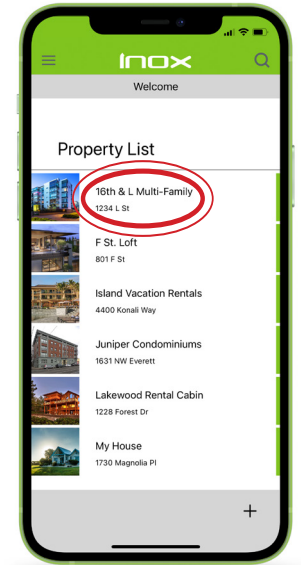 INOX
Welcome
Property List
16th & L Multi-Family
1234 L St
F St. Loft
801 F St
Island Vacation Rentals
4400 Konali Way
Juniper Condominiums
1631 NW Everett
Lakewood Rental Cabin
1228 Forest Dr
My House
1730 Magnolia Pl
+